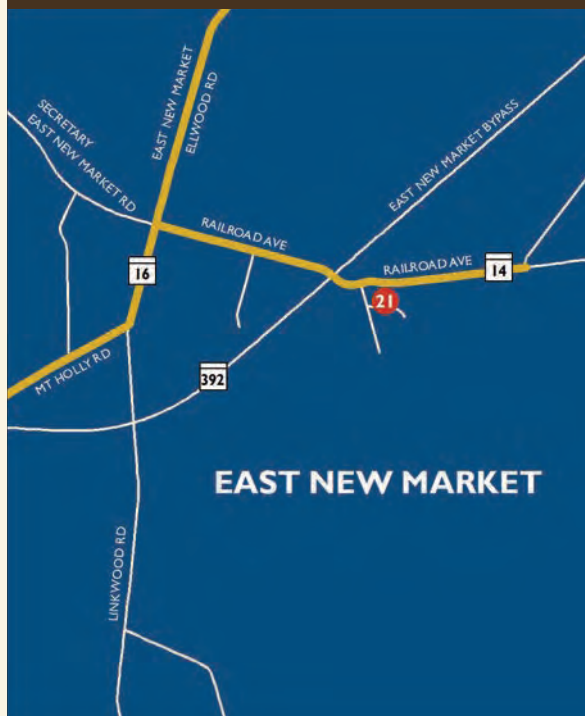 EAST NEW MARKET
ELLWOOD RD
SECRETARY
EAST NEW MARKET RD
EAST NEW MARKET BYPASS
RAILROAD AVE
RAILROAD AVE
14
16
21
MT HOLLY RD
392
EAST NEW MARKET
LINKWOOD RD